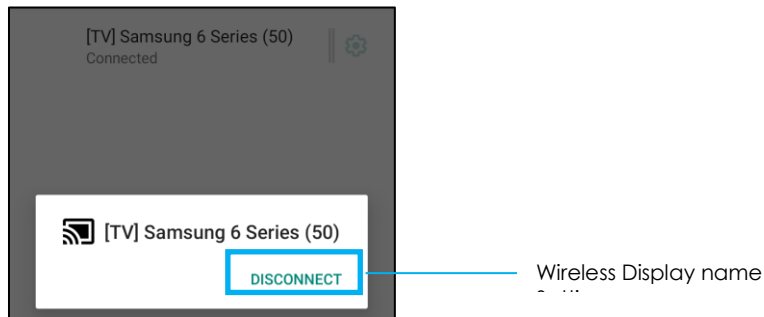 [TV] Samsung 6 Series (50)
Connected
[TV] Samsung 6 Series (50)
DISCONNECT
Wireless Display name